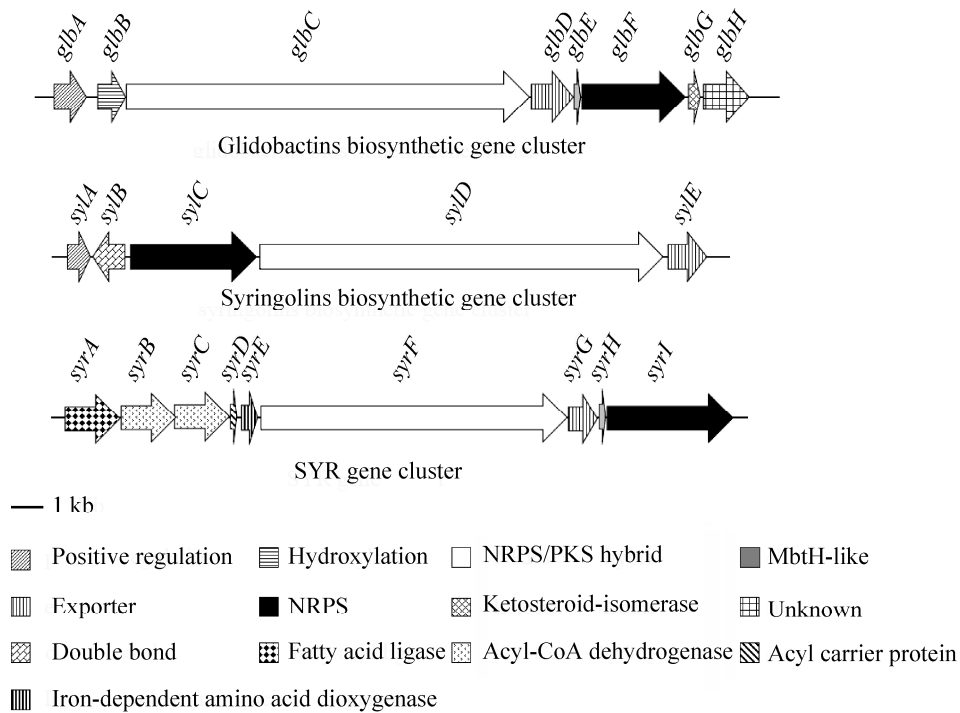 glbA glbB glbC glbD glbE glbF glbG glbH
Glidobactins biosynthetic gene cluster
sylA sylB sylC sylD sylE
Syringolins biosynthetic gene cluster
syrA syrB syrC syrD syrE syrF syrG syrH syrI
SYR gene cluster
1 kb
Positive regulation Hydroxylation NRPS/PKS hybrid MbtH-like
Exporter NRPS Ketosteroid-isomerase Unknown
Double bond Fatty acid ligase Acyl-CoA dehydrogenase Acyl carrier protein
Iron-dependent amino acid dioxygenase